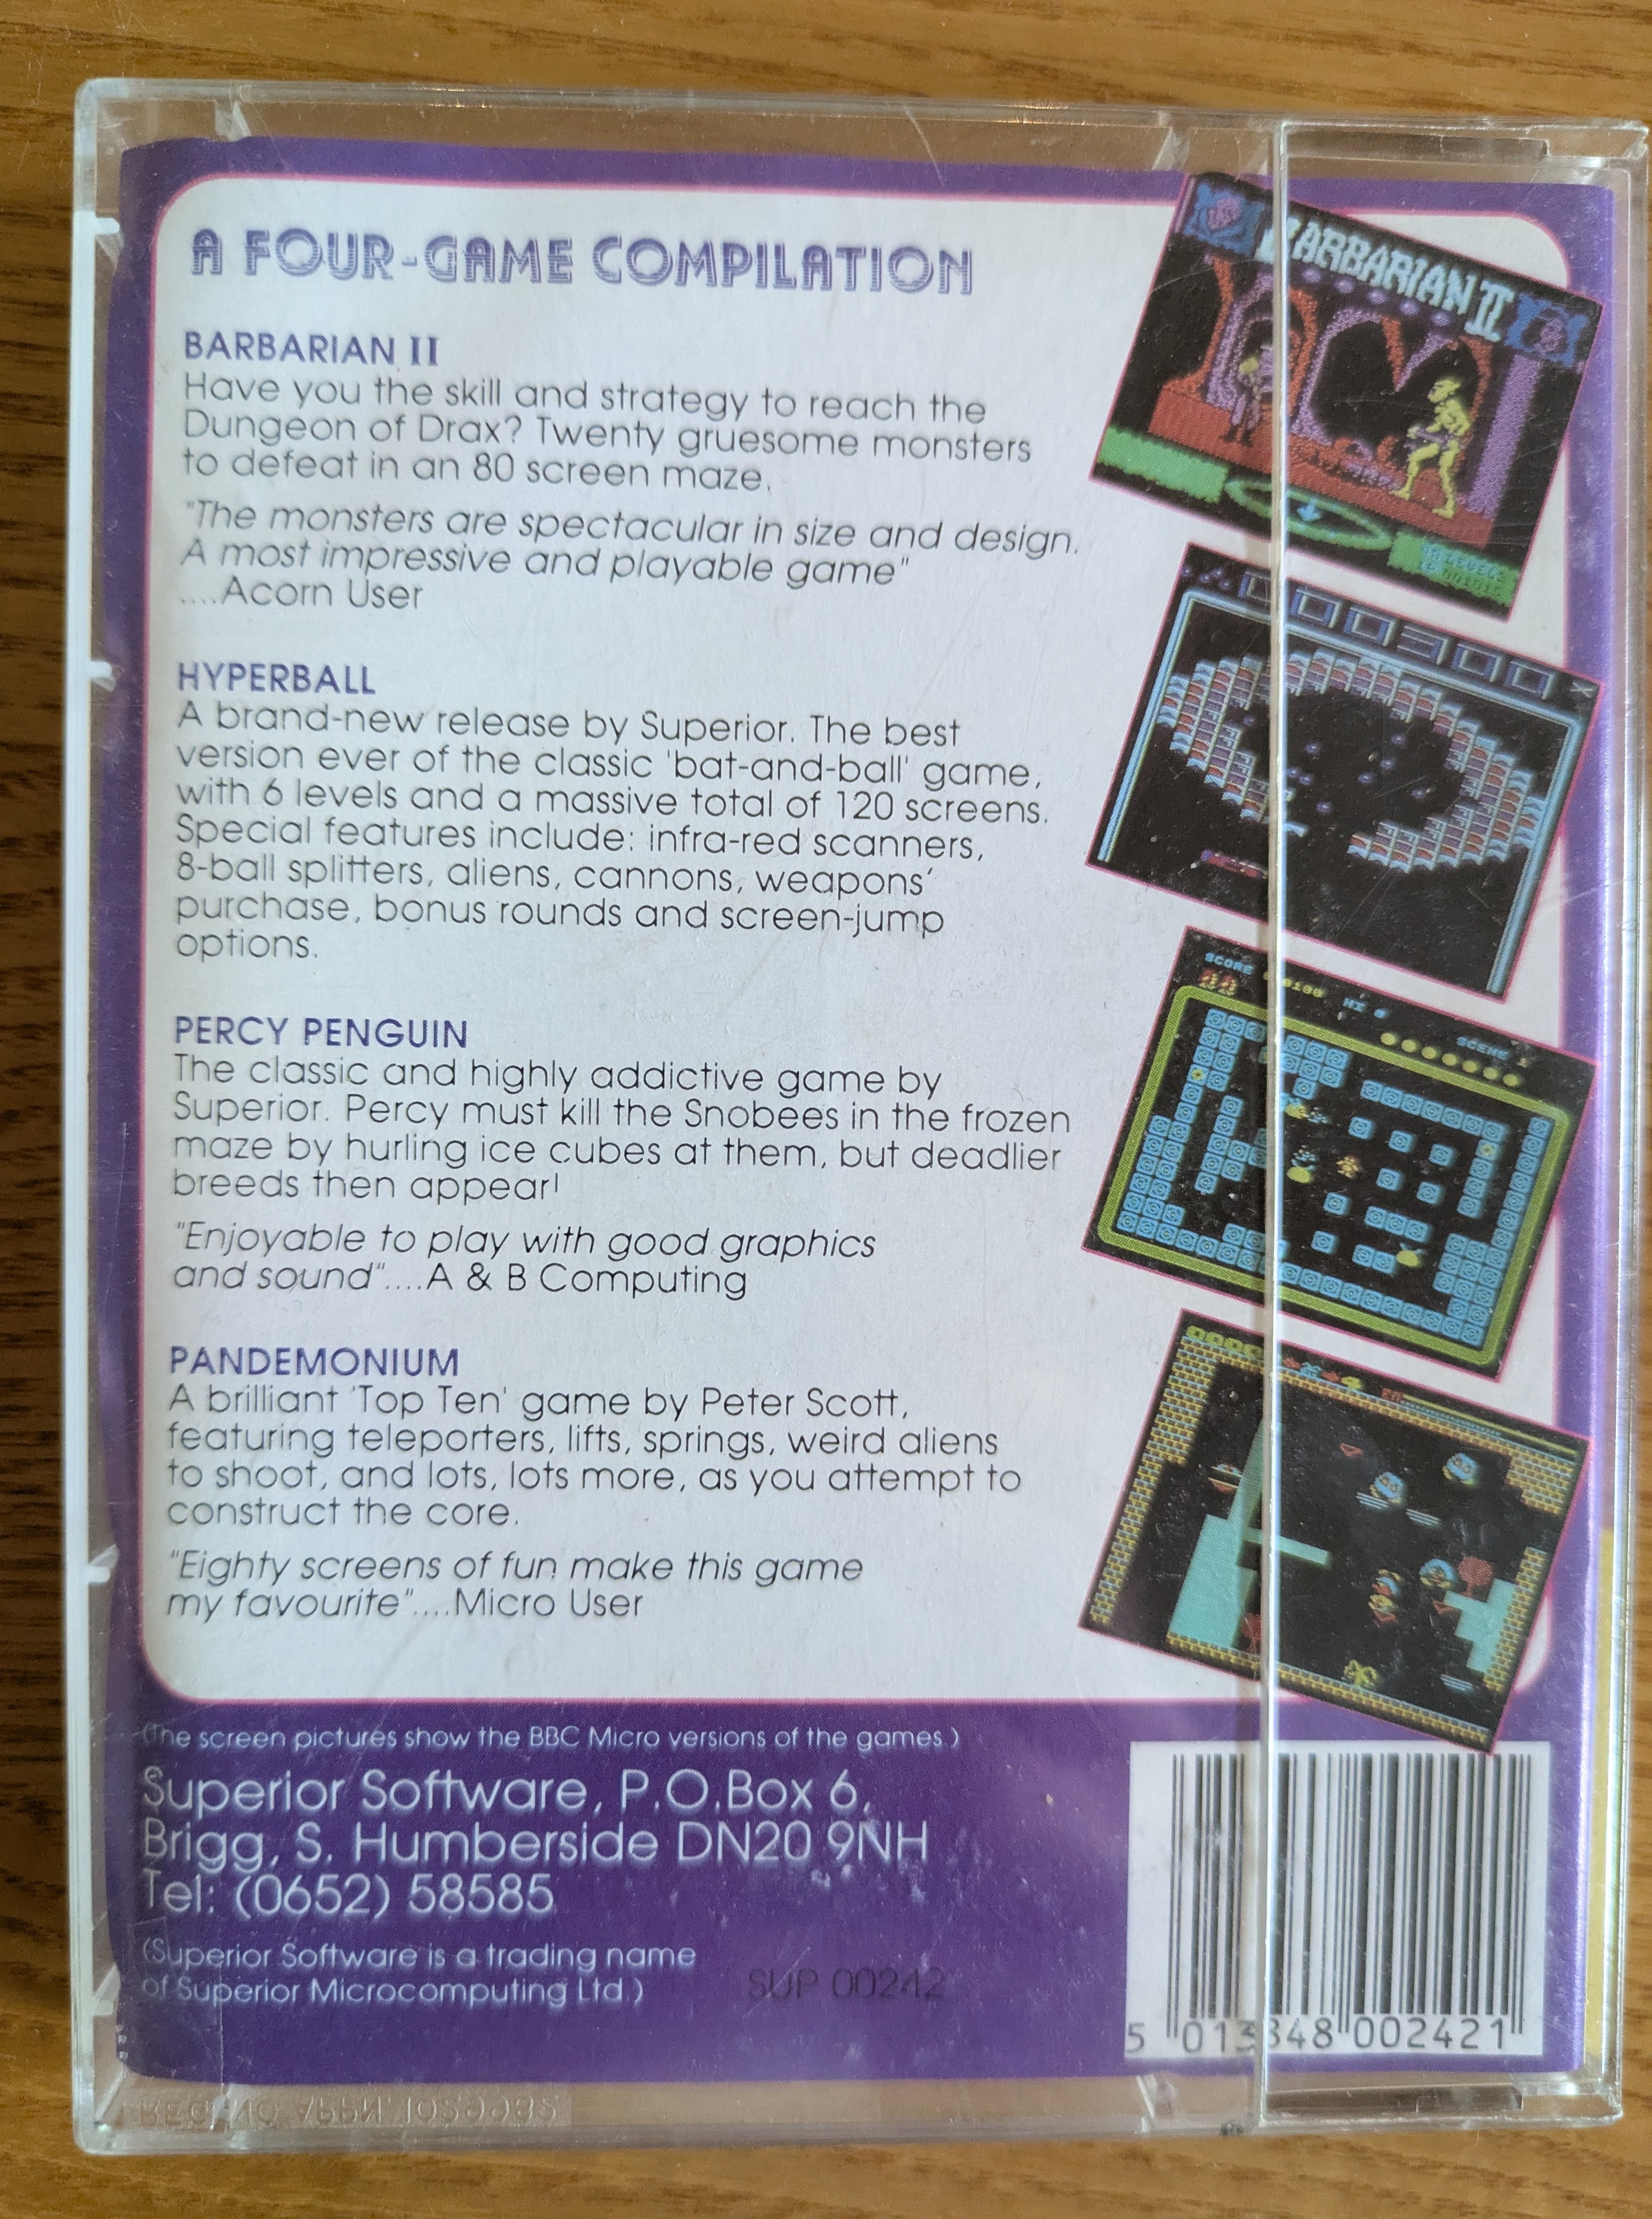 A FOUR-GAME COMPILATION
BARBARIAN II
Have you the skill and strategy to reach the
Dungeon of Drax? Twenty gruesome monsters
to defeat in an 80 screen maze.
"The monsters are spectacular in size and design.
A most impressive and playable game"
....Acorn User
HYPERBALL
A brand-new release by Superior. The best
version ever of the classic 'bat-and-ball' game,
with 6 levels and a massive total of 120 screens.
Special features include: infra-red scanners,
8-ball splitters, aliens, cannons, weapons'
purchase, bonus rounds and screen-jump
options.
PERCY PENGUIN
The classic and highly addictive game by
Superior. Percy must kill the Snobees in the frozen
maze by hurling ice cubes at them, but deadlier
breeds then appear!
"Enjoyable to play with good graphics
and sound"....A & B Computing
PANDEMONIUM
A brilliant 'Top Ten' game by Peter Scott,
featuring teleporters, lifts, springs, weird aliens
to shoot, and lots, lots more, as you attempt to
construct the core.
"Eighty screens of fun make this game
my favourite"....Micro User
BARBARIAN II
000300
SCORE
HI 0
SCENE 1
(The screen pictures show the BBC Micro versions of the games.)
Superior Software, P.O.Box 6,
Brigg, S. Humberside DN20 9NH
Tel: (0652) 58585
(Superior Software is a trading name
of Superior Microcomputing Ltd.)
SUP 00242
5 013848 002421